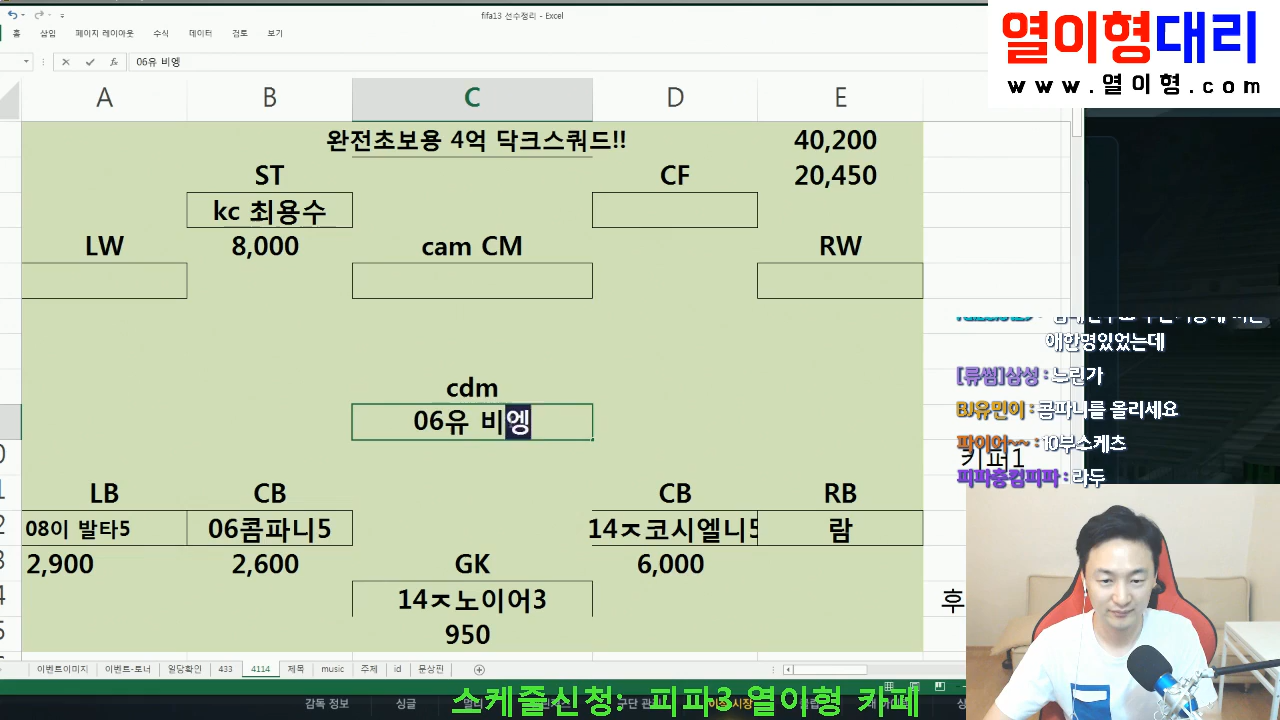 fifa13 선수정리 - Excel
열이형대리
www.열이형.com
홈 삽입 페이지 레이아웃 수식 데이터 검토 보기
fx 06유 비엥
A B C D E
완전초보용 4억 닥크스쿼드!! 40,200
ST CF 20,450
kc 최용수
LW 8,000 cam CM RW
애한명있었는데
[류썸]삼성 : 느린가
cdm
BJ유민이 : 콤파니를 올리세요
06유 비엥
파이어~~ : 10부스케츠
키퍼1
피파충컴피파 : 라두
LB CB CB RB
08이 발타5 06콤파니5 14ㅈ코시엘니5 람
2,900 2,600 GK 6,000
14ㅈ노이어3 후
950
이벤트이미지 이벤트-토너 일당확인 433 4114 제목 music 주제 id 문상핀
소케줄신청: 피파3 열이형 카페
감독 정보 싱글